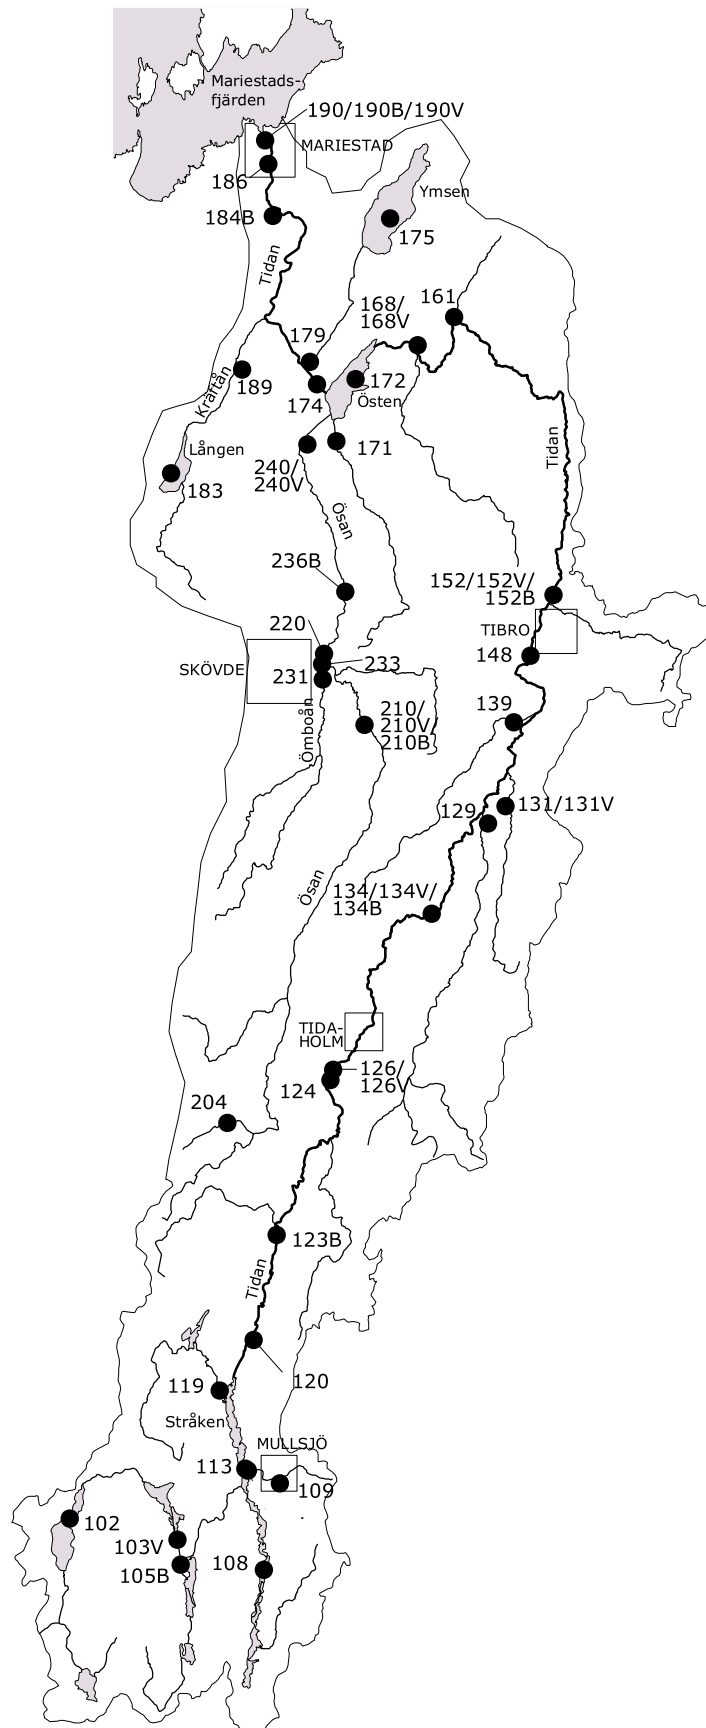 Mariestads-
fjärden
190/190B/190V
MARIESTAD
186
Ymsen
184B
175
Tidan
168/
168V
161
179
189
172
174
Östen
Kräftån
Lången
183
171
240/
240V
Tidan
Ösan
236B
152/152V/
152B
220
TIBRO
SKÖVDE
233
148
231
139
210/
210V/
210B
Ömboån
129
131/131V
Ösan
134/134V/
134B
TIDA-
HOLM
126/
126V
124
204
123B
Tidan
120
119
Stråken
MULLSJÖ
113
109
102
103V
105B
108